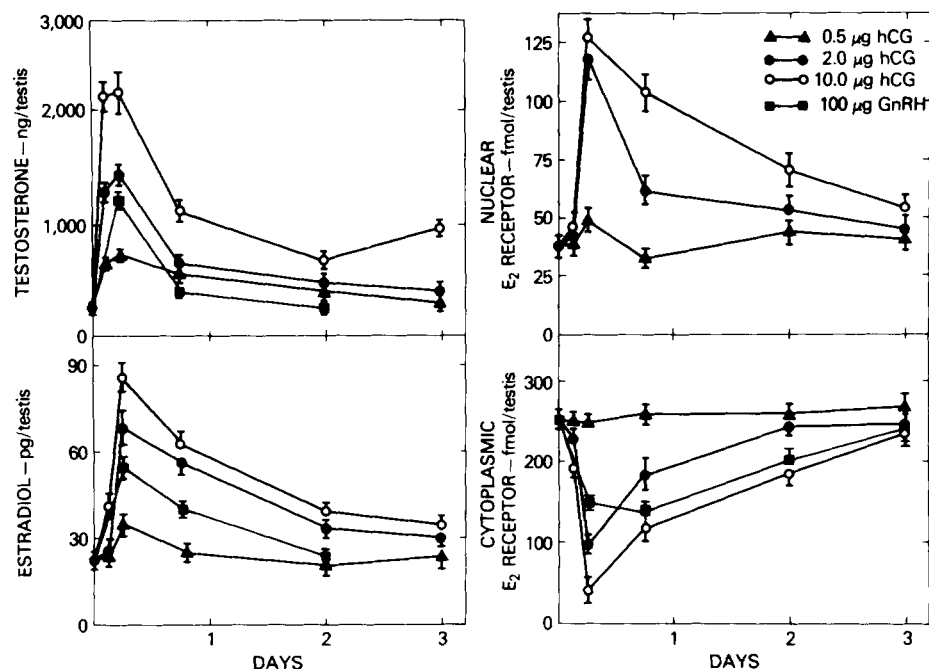 3,000
2,000
1,000
0
TESTOSTERONE—ng/testis
125
100
75
50
25
0
NUCLEAR
E₂ RECEPTOR—fmol/testis
0.5 µg hCG
2.0 µg hCG
10.0 µg hCG
100 µg GnRH
90
60
30
0
ESTRADIOL—pg/testis
1
2
3
DAYS
300
200
100
0
CYTOPLASMIC
E₂ RECEPTOR—fmol/testis
1
2
3
DAYS